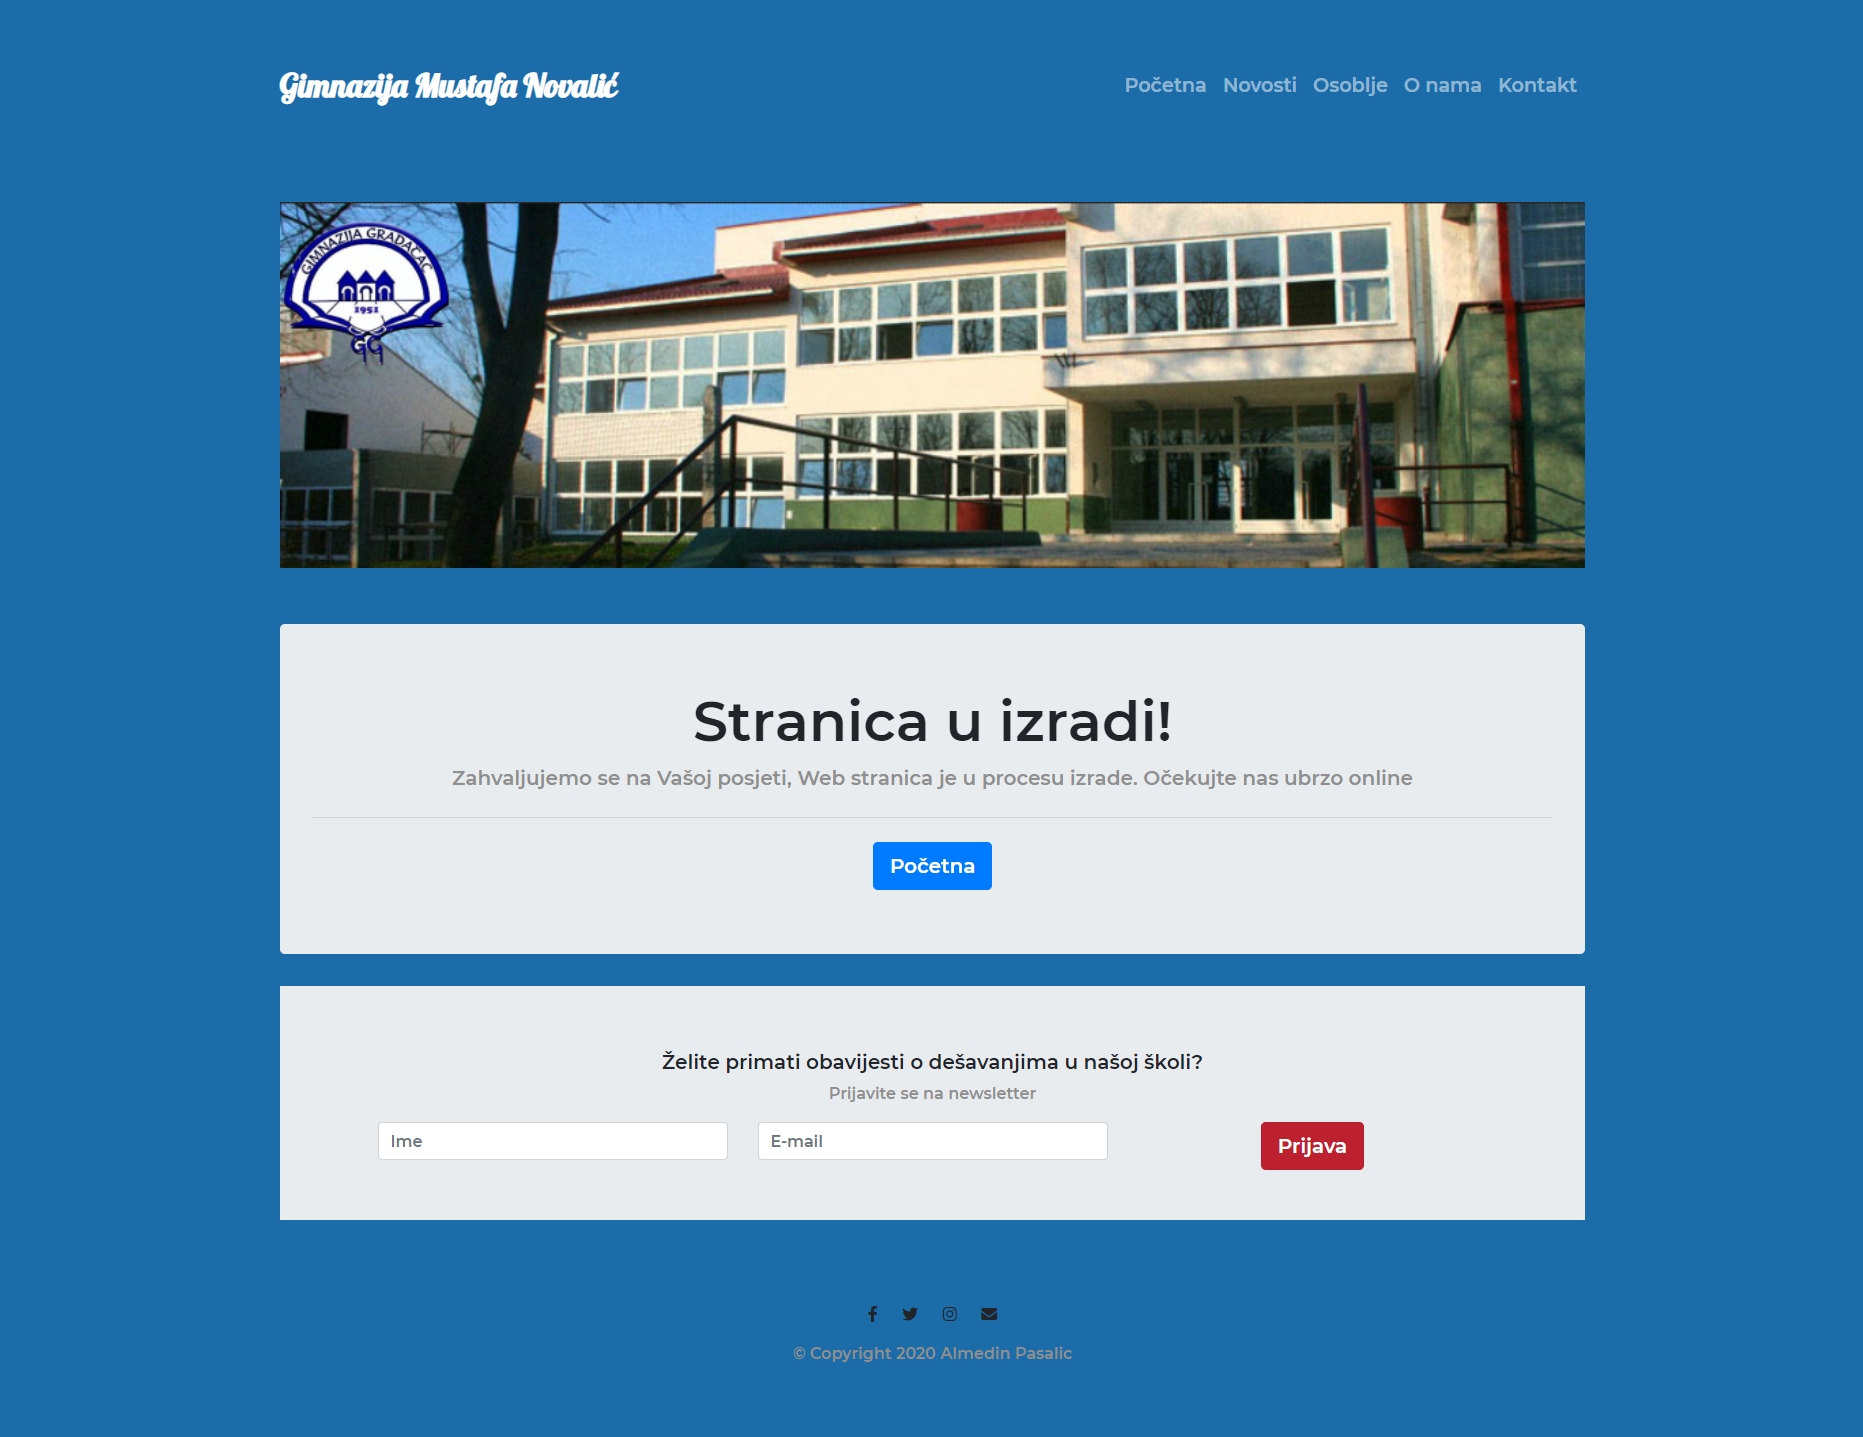 Gimnazija Mustafa Novalić
Početna Novosti Osoblje O nama Kontakt
GIMNAZIJA GRADAČAC
1951
GG
Stranica u izradi!
Zahvaljujemo se na Vašoj posjeti, Web stranica je u procesu izrade. Očekujte nas ubrzo online
Početna
Želite primati obavijesti o dešavanjima u našoj školi?
Prijavite se na newsletter
Ime
E-mail
Prijava
© Copyright 2020 Almedin Pasalic